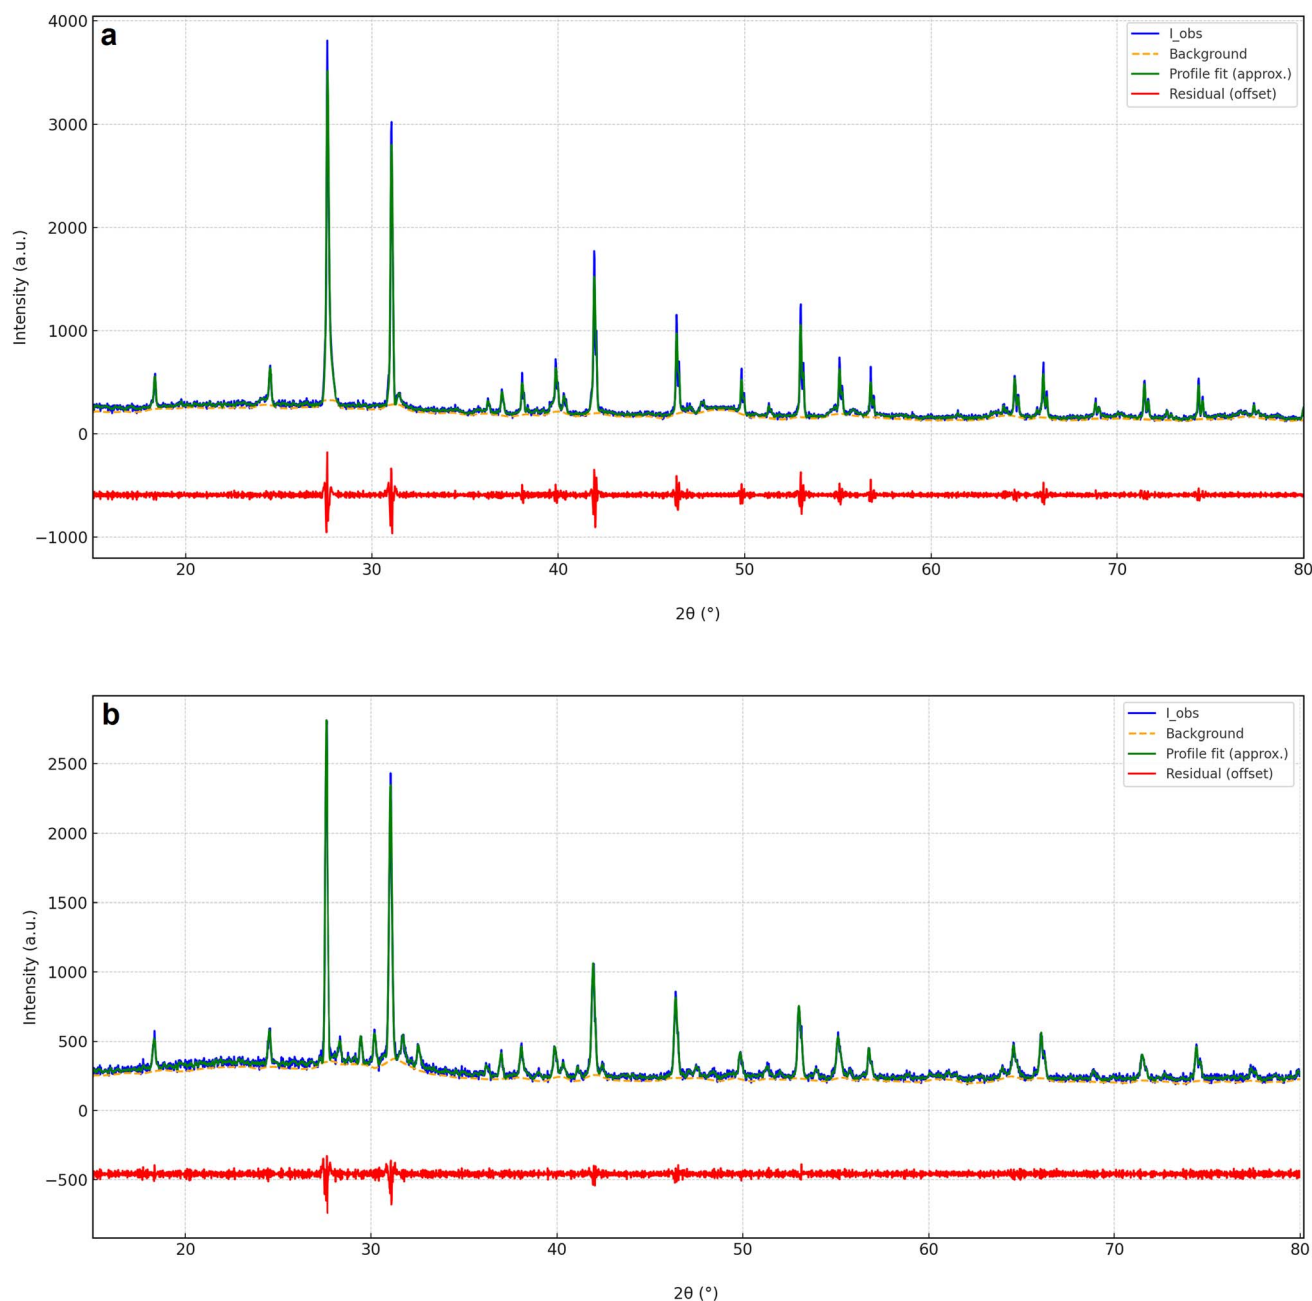 a
I_obs
Background
Profile fit (approx.)
Residual (offset)
4000
3000
2000
1000
0
−1000
Intensity (a.u.)
20 30 40 50 60 70 80
2θ (°)
b
I_obs
Background
Profile fit (approx.)
Residual (offset)
2500
2000
1500
1000
500
0
−500
Intensity (a.u.)
20 30 40 50 60 70 80
2θ (°)